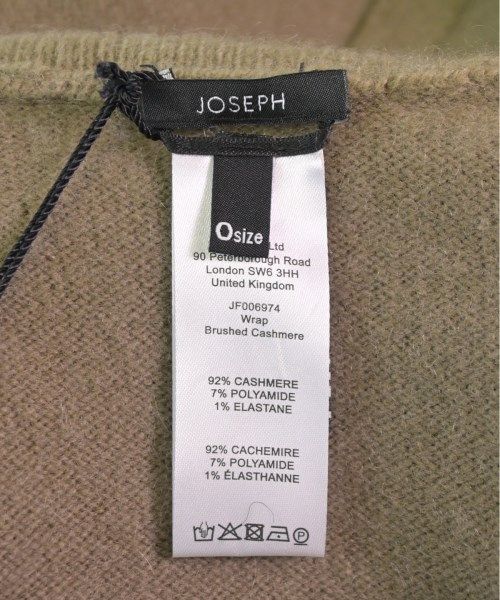 JOSEPH
Osize
Ltd
90 Peterborough Road
London SW6 3HH
United Kingdom
JF006974
Wrap
Brushed Cashmere
92% CASHMERE
7% POLYAMIDE
1% ELASTANE
92% CACHEMIRE
7% POLYAMIDE
1% ÉLASTHANNE
P